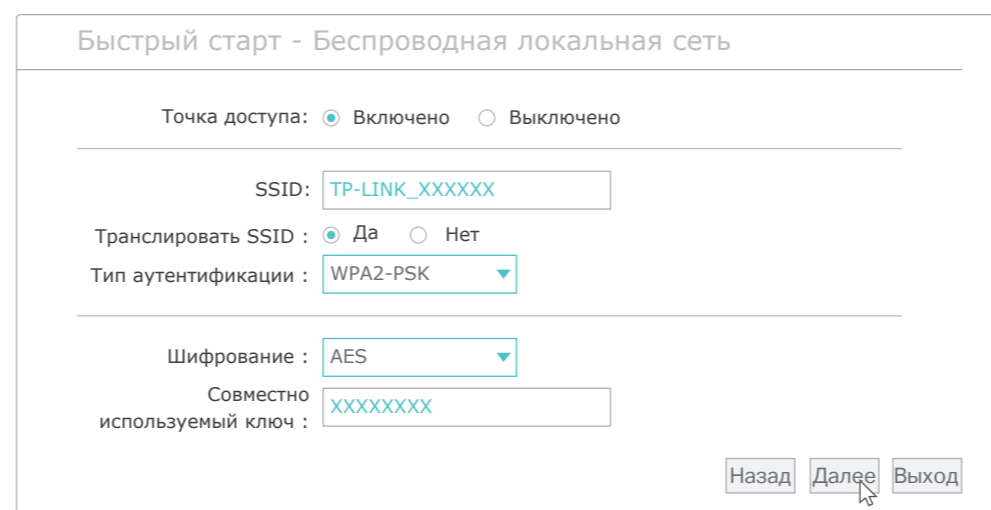 Быстрый старт - Беспроводная локальная сеть
Точка доступа: Включено Выключено
SSID: TP-LINK_XXXXXX
Транслировать SSID : Да Нет
Тип аутентификации : WPA2-PSK
Шифрование : AES
Совместно
используемый ключ : XXXXXXXX
Назад Далее Выход